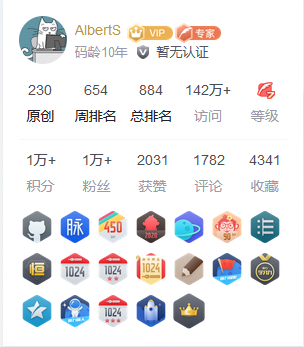 AlbertS VIP 专家
码龄10年 暂无认证
230 654 884 142万+
原创 周排名 总排名 访问 等级
1万+ 1万+ 2031 1782 4341
积分 粉丝 获赞 评论 收藏
脉 450 2020
恒 1024 1024 1024